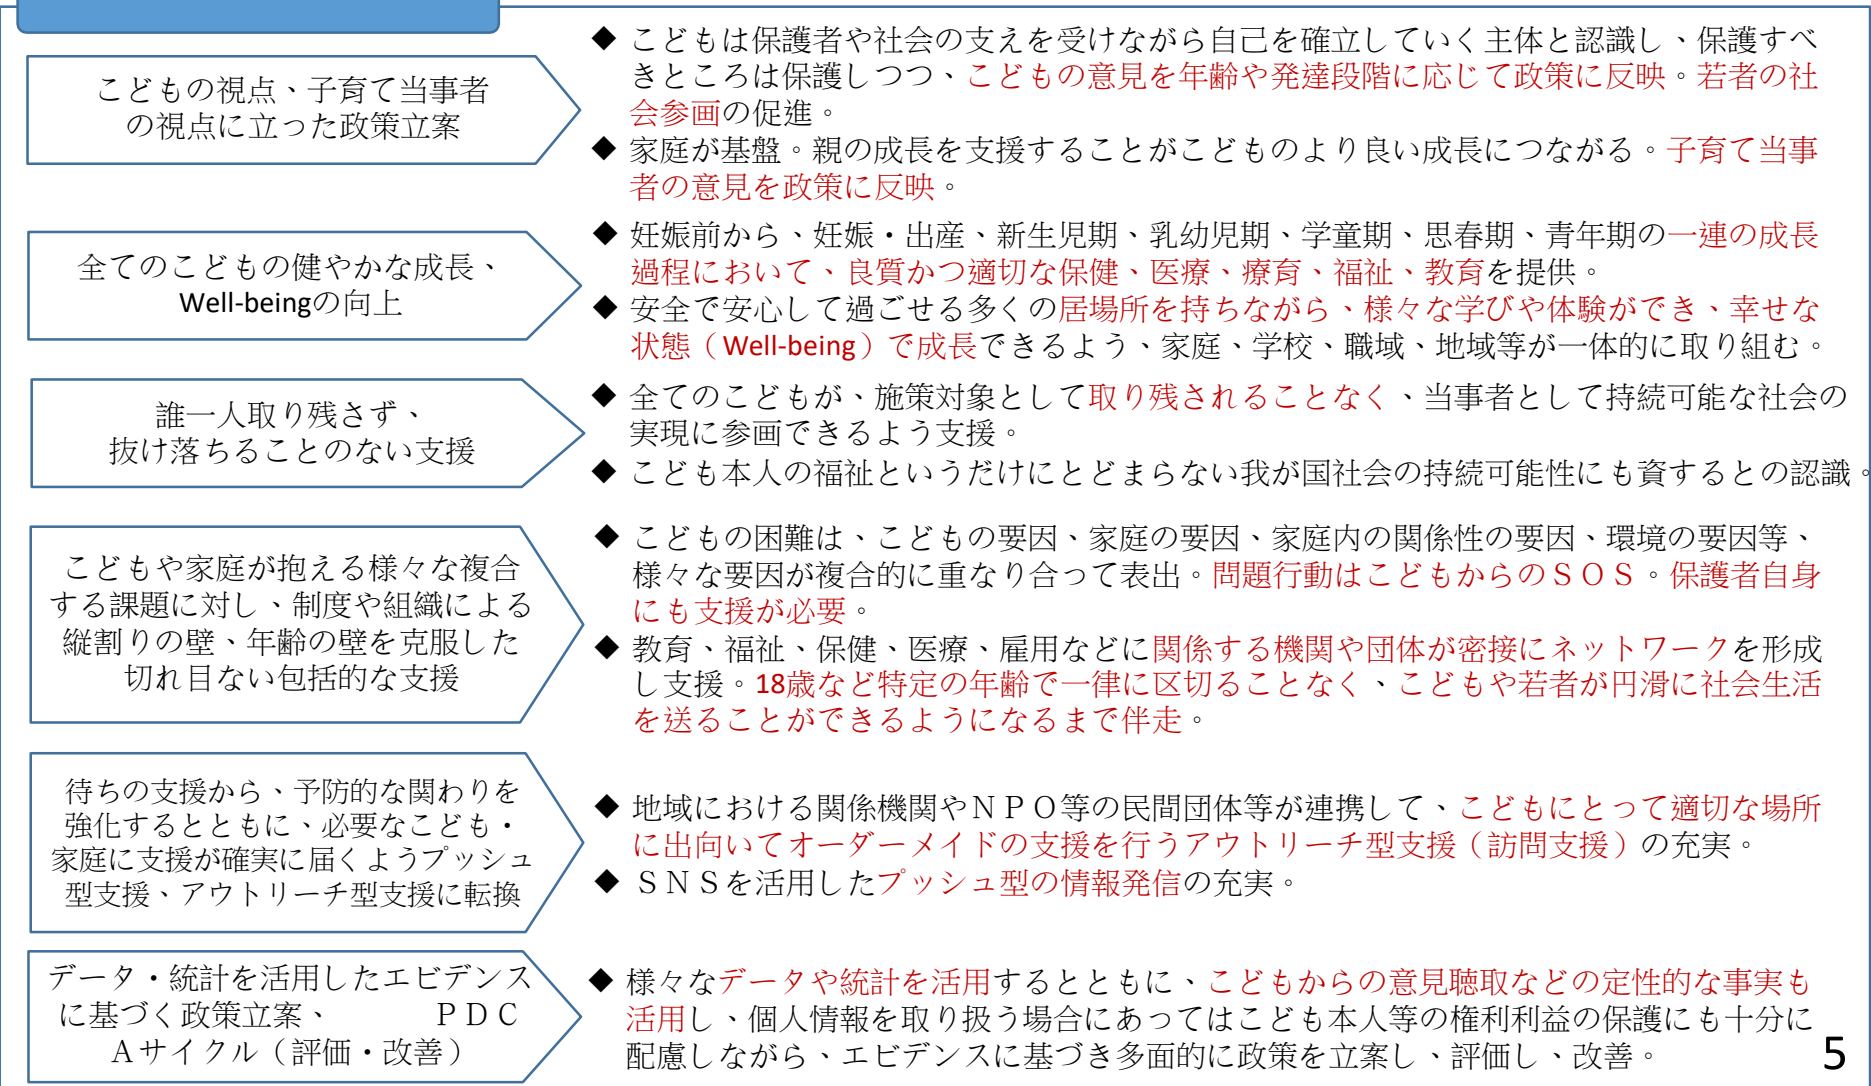 こどもの視点、子育て当事者
の視点に立った政策立案
◆ こどもは保護者や社会の支えを受けながら自己を確立していく主体と認識し、保護すべ
きところは保護しつつ、こどもの意見を年齢や発達段階に応じて政策に反映。若者の社
会参画の促進。
◆ 家庭が基盤。親の成長を支援することがこどものより良い成長につながる。子育て当事
者の意見を政策に反映。
全てのこどもの健やかな成長、
Well-beingの向上
◆ 妊娠前から、妊娠・出産、新生児期、乳幼児期、学童期、思春期、青年期の一連の成長
過程において、良質かつ適切な保健、医療、療育、福祉、教育を提供。
◆ 安全で安心して過ごせる多くの居場所を持ちながら、様々な学びや体験ができ、幸せな
状態（Well-being）で成長できるよう、家庭、学校、職域、地域等が一体的に取り組む。
誰一人取り残さず、
抜け落ちることのない支援
◆ 全てのこどもが、施策対象として取り残されることなく、当事者として持続可能な社会の
実現に参画できるよう支援。
◆ こども本人の福祉というだけにとどまらない我が国社会の持続可能性にも資するとの認識。
こどもや家庭が抱える様々な複合
する課題に対し、制度や組織による
縦割りの壁、年齢の壁を克服した
切れ目ない包括的な支援
◆ こどもの困難は、こどもの要因、家庭の要因、家庭内の関係性の要因、環境の要因等、
様々な要因が複合的に重なり合って表出。問題行動はこどもからのＳＯＳ。保護者自身
にも支援が必要。
◆ 教育、福祉、保健、医療、雇用などに関係する機関や団体が密接にネットワークを形成
し支援。18歳など特定の年齢で一律に区切ることなく、こどもや若者が円滑に社会生活
を送ることができるようになるまで伴走。
待ちの支援から、予防的な関わりを
強化するとともに、必要なこども・
家庭に支援が確実に届くようプッシュ
型支援、アウトリーチ型支援に転換
◆ 地域における関係機関やＮＰＯ等の民間団体等が連携して、こどもにとって適切な場所
に出向いてオーダーメイドの支援を行うアウトリーチ型支援（訪問支援）の充実。
◆ ＳＮＳを活用したプッシュ型の情報発信の充実。
データ・統計を活用したエビデンス
に基づく政策立案、　　　ＰＤＣ
Ａサイクル（評価・改善）
◆ 様々なデータや統計を活用するとともに、こどもからの意見聴取などの定性的な事実も
活用し、個人情報を取り扱う場合にあってはこども本人等の権利利益の保護にも十分に
配慮しながら、エビデンスに基づき多面的に政策を立案し、評価し、改善。
5